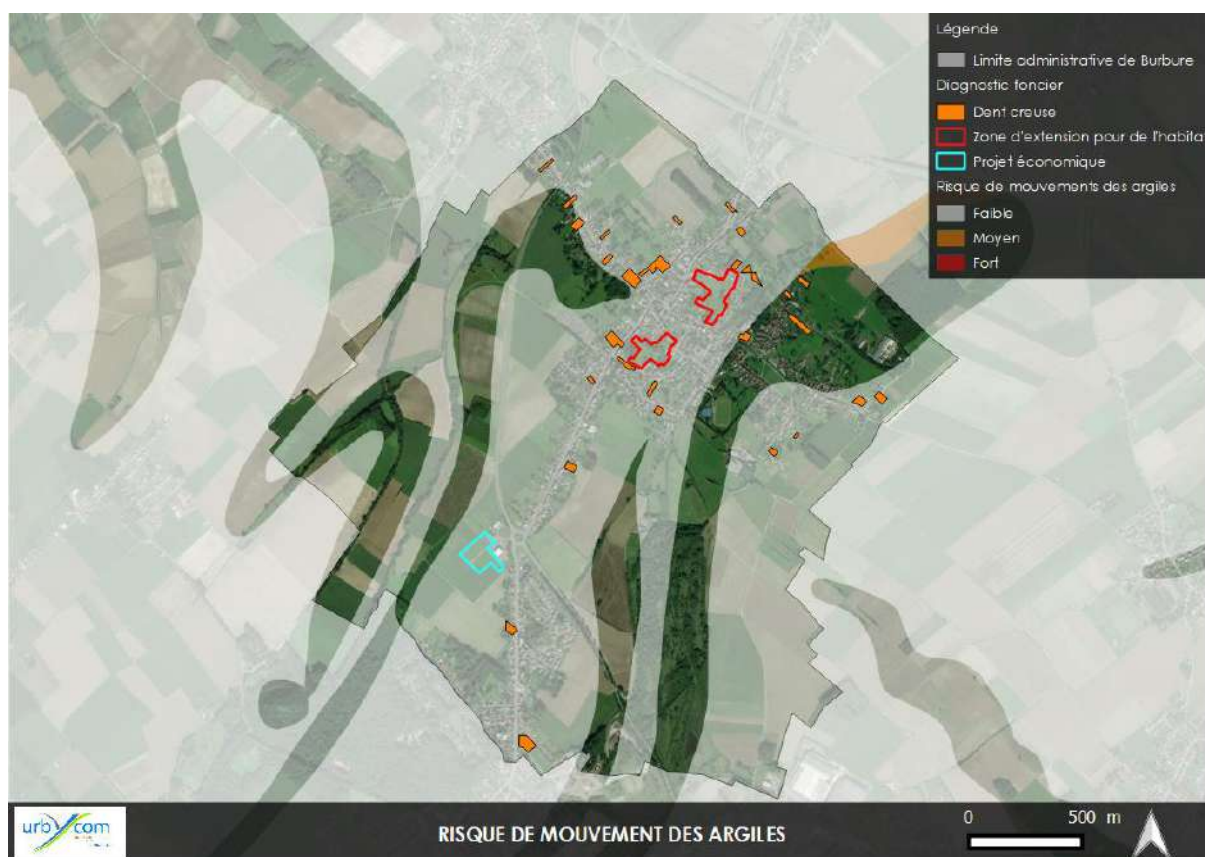 Légende
Limite administrative de Burbure
Diagnostic foncier
Dent creuse
Zone d'extension pour de l'habitat
Projet économique
Risque de mouvements des argiles
Faible
Moyen
Fort
urbycom
RISQUE DE MOUVEMENT DES ARGILES
0 500 m